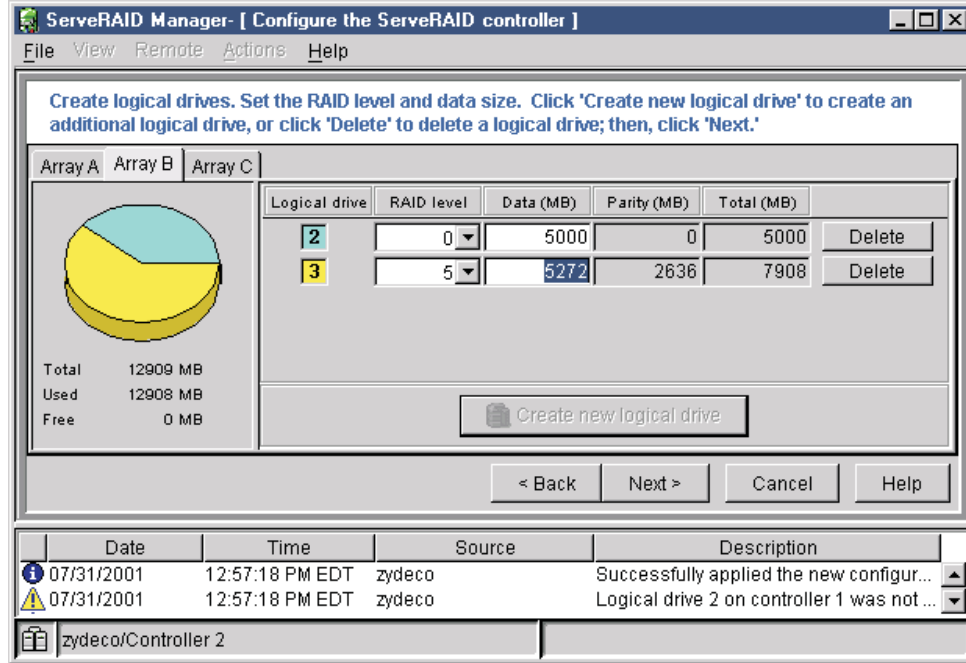 ServeRAID Manager- [ Configure the ServeRAID controller ]
File View Remote Actions Help
Create logical drives. Set the RAID level and data size. Click 'Create new logical drive' to create an
additional logical drive, or click 'Delete' to delete a logical drive; then, click 'Next.'
Array A Array B Array C
Logical drive RAID level Data (MB) Parity (MB) Total (MB)
2 0 5000 0 5000 Delete
3 5 5272 2636 7908 Delete
Total 12909 MB
Used 12908 MB
Free 0 MB
Create new logical drive
< Back Next > Cancel Help
Date Time Source Description
07/31/2001 12:57:18 PM EDT zydeco Successfully applied the new configur...
07/31/2001 12:57:18 PM EDT zydeco Logical drive 2 on controller 1 was not ...
zydeco/Controller 2